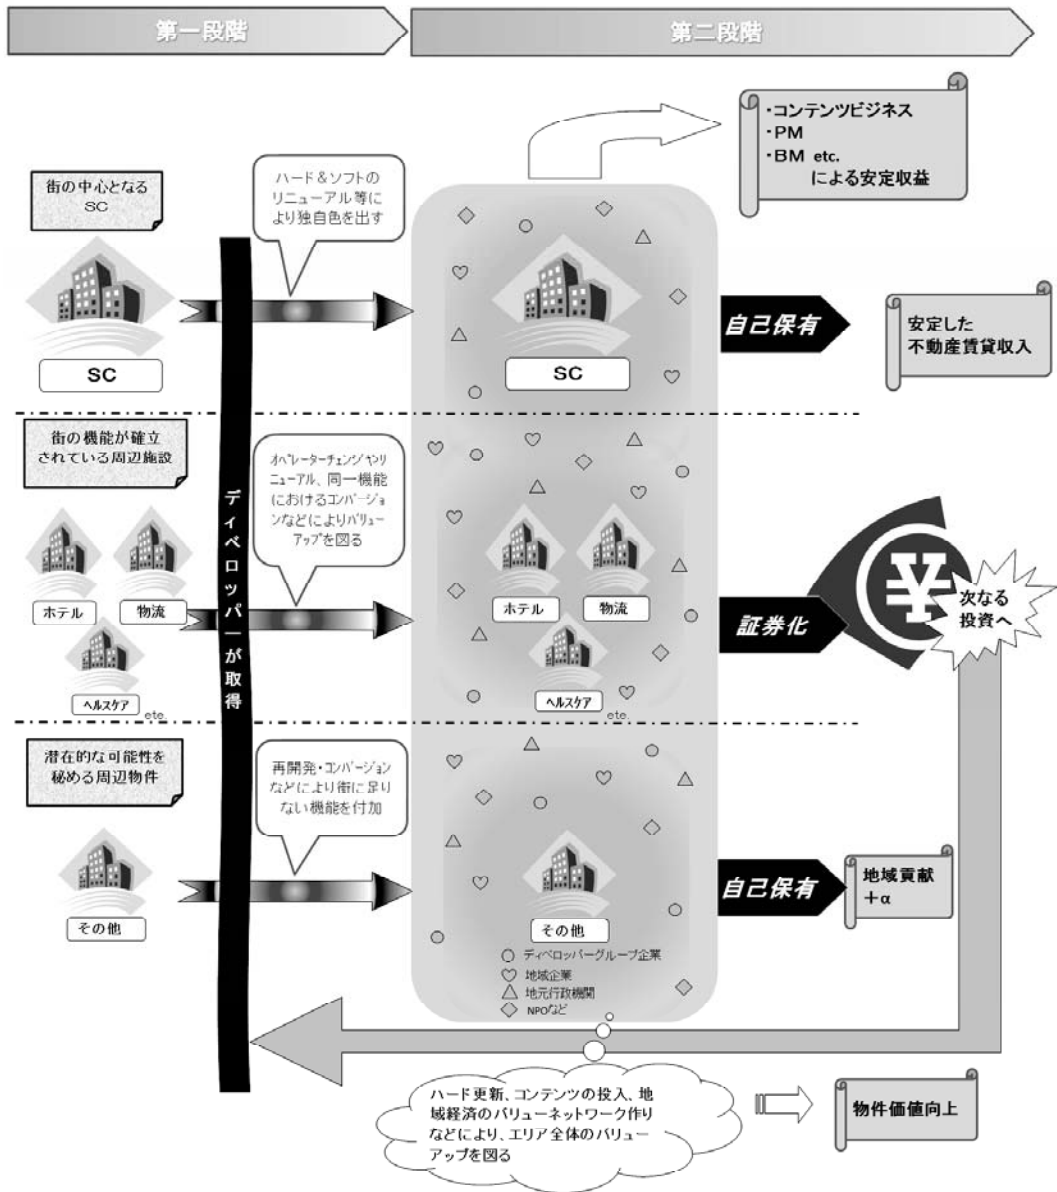 第一段階
第二段階
・コンテンツビジネス
・PM
・BM etc.
による安定収益
街の中心となる
SC
ハード＆ソフトの
リニューアル等に
より独自色を出す
SC
SC
自己保有
安定した
不動産賃貸収入
街の機能が確立
されている周辺施設
オペレーターチェンジやリ
ニューアル、同一機能
におけるコンバージョ
ンなどによりバリュー
アップを図る
ディベロッパーが取得
ホテル
物流
ヘルスケア
etc.
ホテル
物流
ヘルスケア
etc.
証券化
¥
次なる
投資へ
潜在的な可能性を
秘める周辺物件
再開発・コンバージョン
などにより街に足り
ない機能を付加
その他
その他
自己保有
地域貢献
＋α
ディベロッパーグループ企業
地域企業
地元行政機関
NPOなど
ハード更新、コンテンツの投入、地
域経済のバリューネットワーク作り
などにより、エリア全体のバリュー
アップを図る
物件価値向上